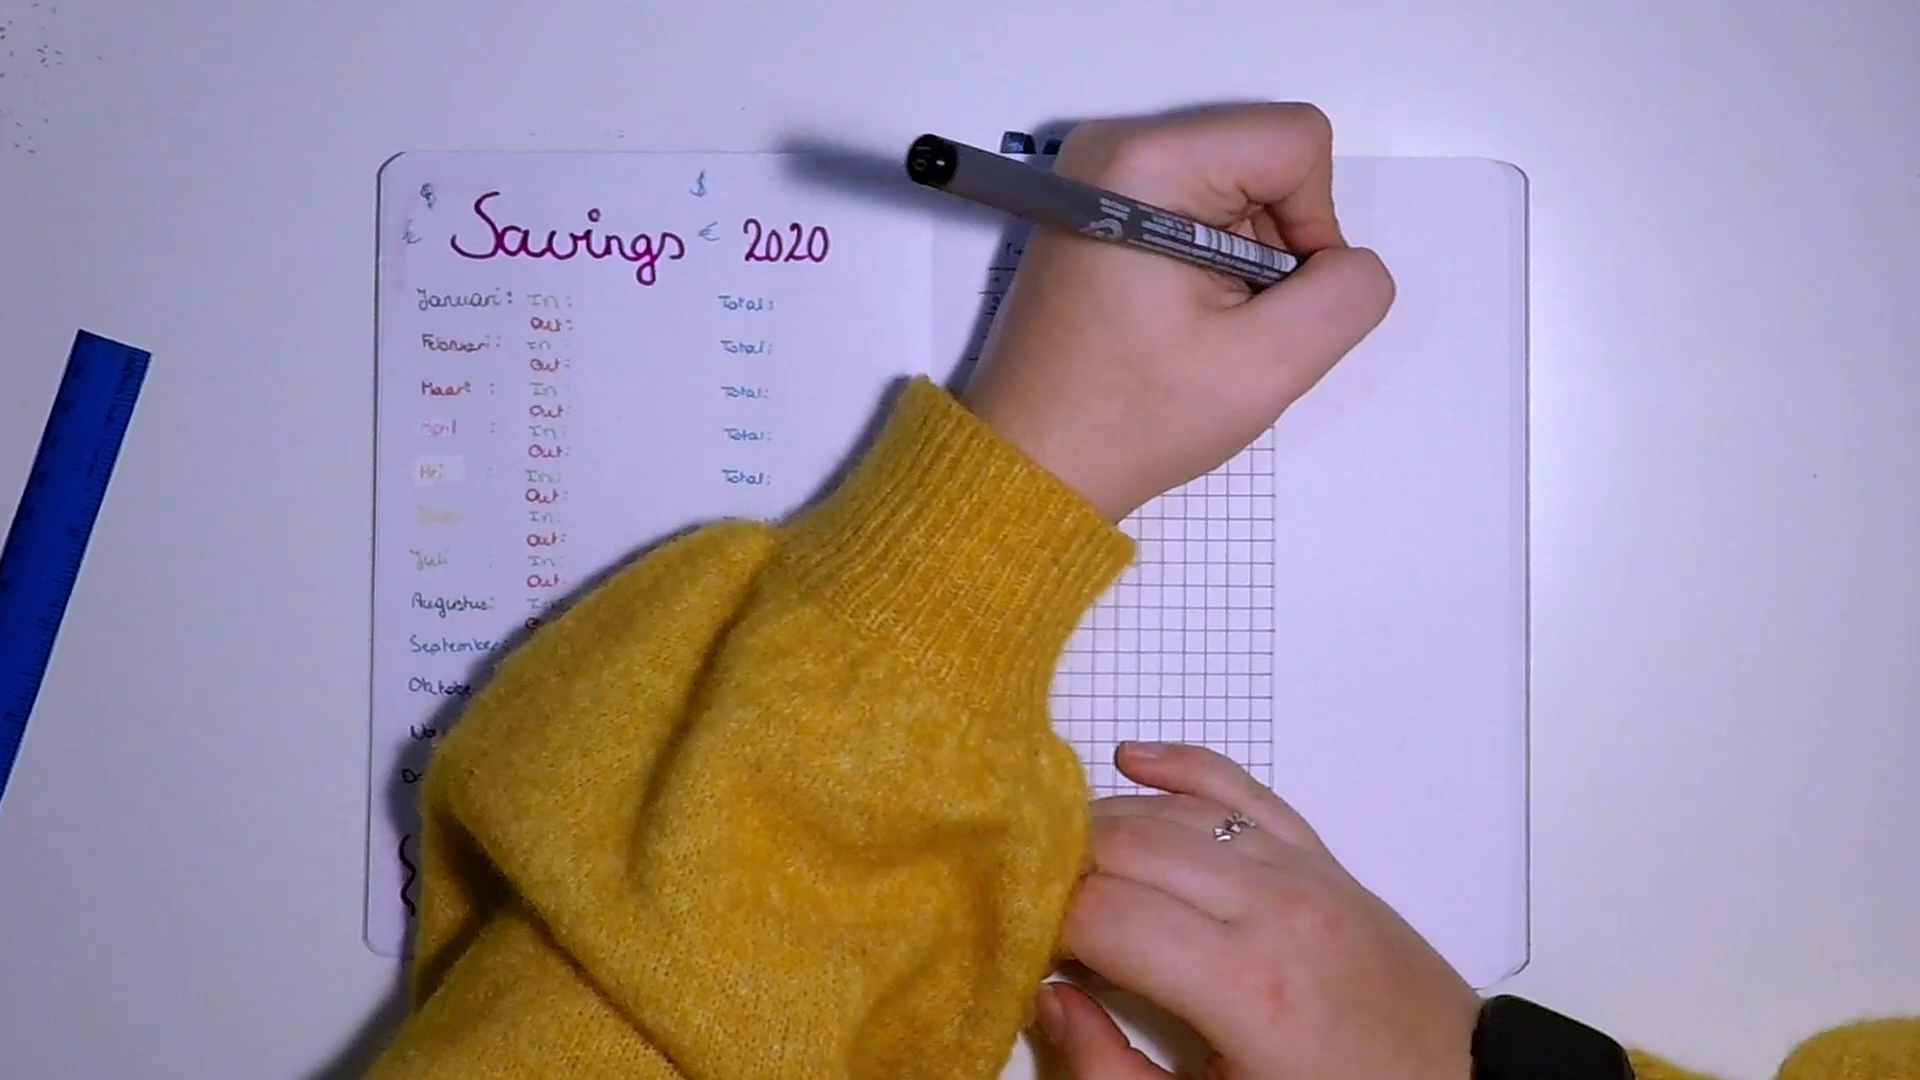 $ $
Savings € 2020
Januari: In: Total:
Out:
Februari: In: Total:
Out:
Maart : In: Total:
Out:
April : In: Total:
Out:
Mei : In: Total:
Out:
In:
Out:
Juli : In:
Out:
Augustus:
September: